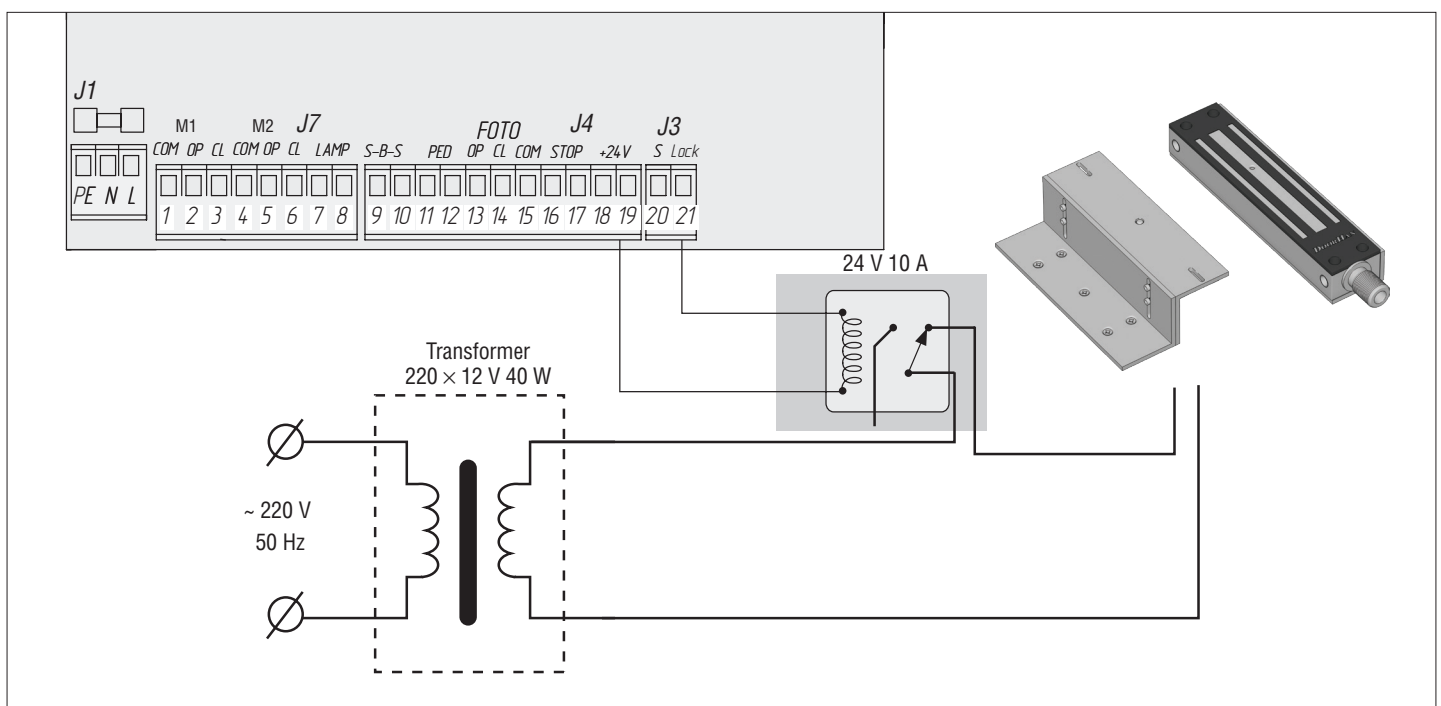 J1
M1 M2 J7 FOTO J4 J3
COM OP CL COM OP CL LAMP S-B-S PED OP CL COM STOP +24V S Lock
PE N L
1 2 3 4 5 6 7 8 9 10 11 12 13 14 15 16 17 18 19 20 21
24 V 10 A
Transformer
220 × 12 V 40 W
~ 220 V
50 Hz
DoorHan